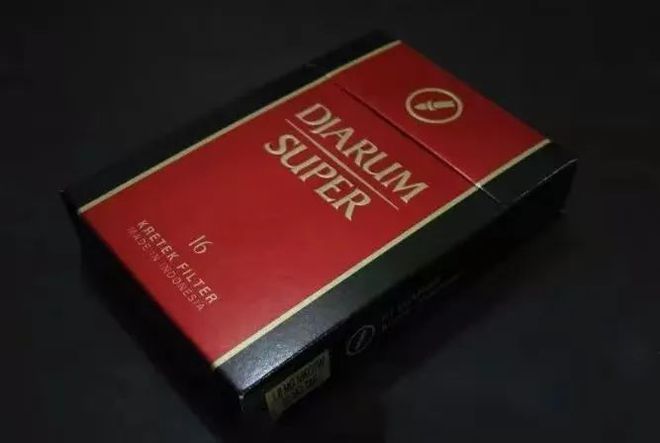 DJARUM
SUPER
16
KRETEK FILTER
MADE IN INDONESIA